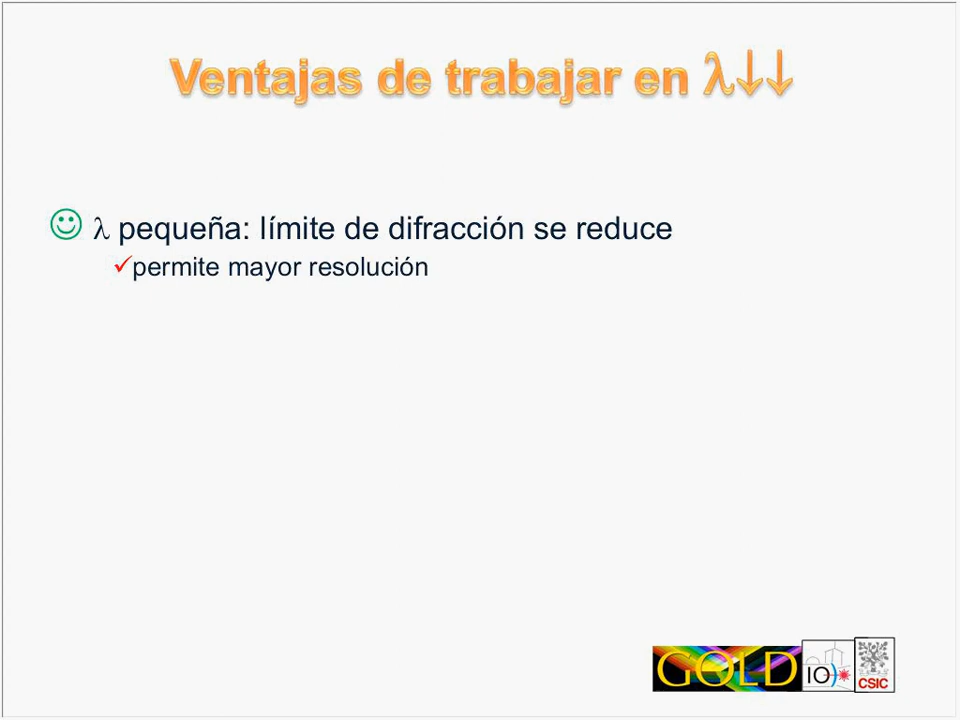 Ventajas de trabajar en λ↓↓
☺ λ pequeña: límite de difracción se reduce
✓permite mayor resolución
GOLD IO) CSIC